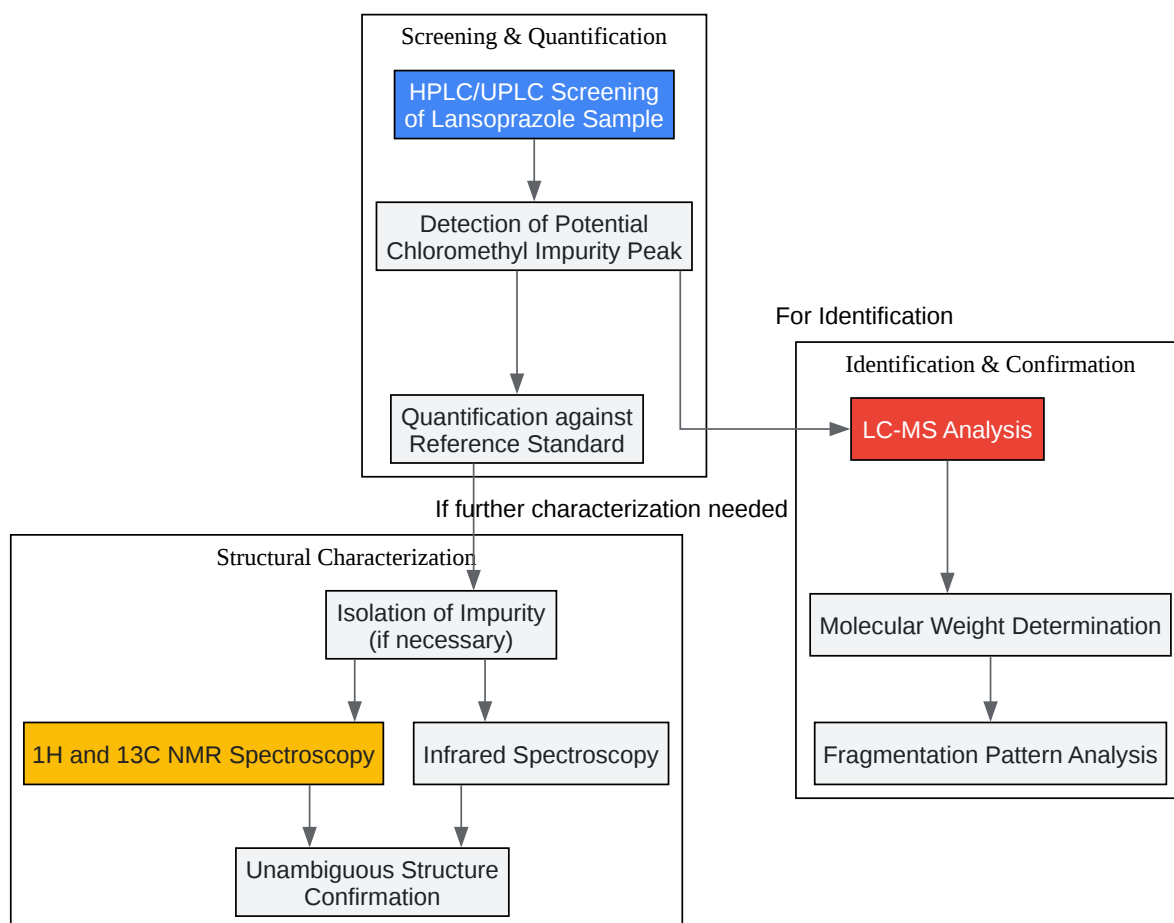 Screening & Quantification
HPLC/UPLC Screening
of Lansoprazole Sample
Detection of Potential
Chloromethyl Impurity Peak
Quantification against
Reference Standard
For Identification
Identification & Confirmation
LC-MS Analysis
Molecular Weight Determination
Fragmentation Pattern Analysis
If further characterization needed
Structural Characterization
Isolation of Impurity
(if necessary)
1H and 13C NMR Spectroscopy
Infrared Spectroscopy
Unambiguous Structure
Confirmation